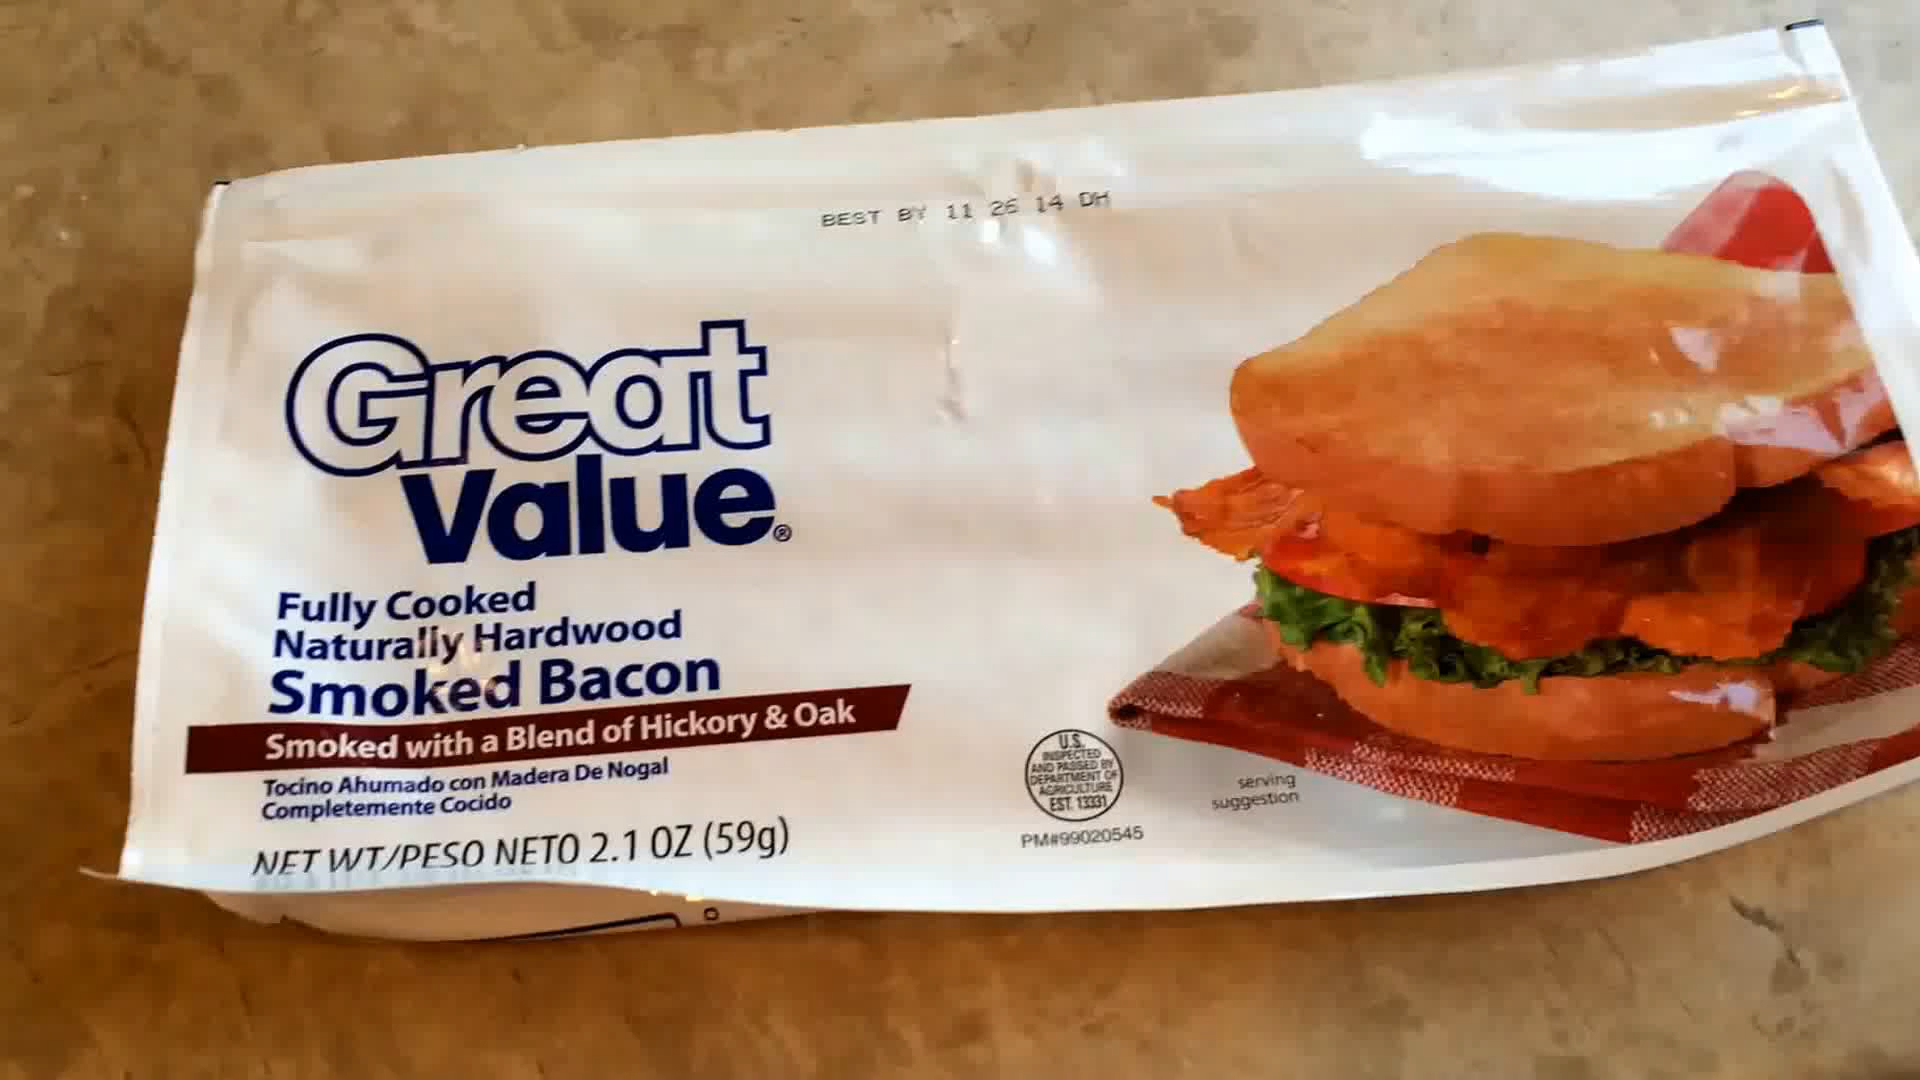 BEST BY 11 26 14 DH
Great
Value®
Fully Cooked
Naturally Hardwood
Smoked Bacon
Smoked with a Blend of Hickory & Oak
Tocino Ahumado con Madera De Nogal
Completemente Cocido
NET WT/PESO NETO 2.1 OZ (59g)
U.S.
INSPECTED
AND PASSED BY
DEPARTMENT OF
AGRICULTURE
EST. 13331
PM#99020545
serving
suggestion